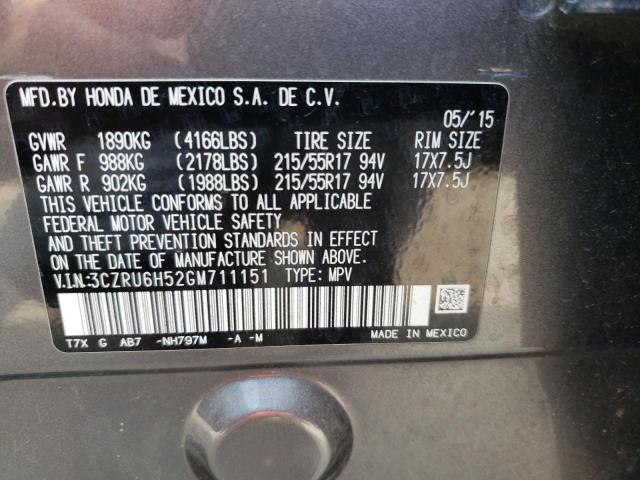 MFD.BY HONDA DE MEXICO S.A. DE C.V.
05/'15
GVWR 1890KG (4166LBS) TIRE SIZE RIM SIZE
GAWR F 988KG (2178LBS) 215/55R17 94V 17X7.5J
GAWR R 902KG (1988LBS) 215/55R17 94V 17X7.5J
THIS VEHICLE CONFORMS TO ALL APPLICABLE
FEDERAL MOTOR VEHICLE SAFETY
AND THEFT PREVENTION STANDARDS IN EFFECT
ON THE DATE OF MANUFACTURE SHOWN ABOVE.
V.I.N:3CZRU6H52GM711151 TYPE: MPV
MADE IN MEXICO
T7X G AB7 -NH797M -A -M